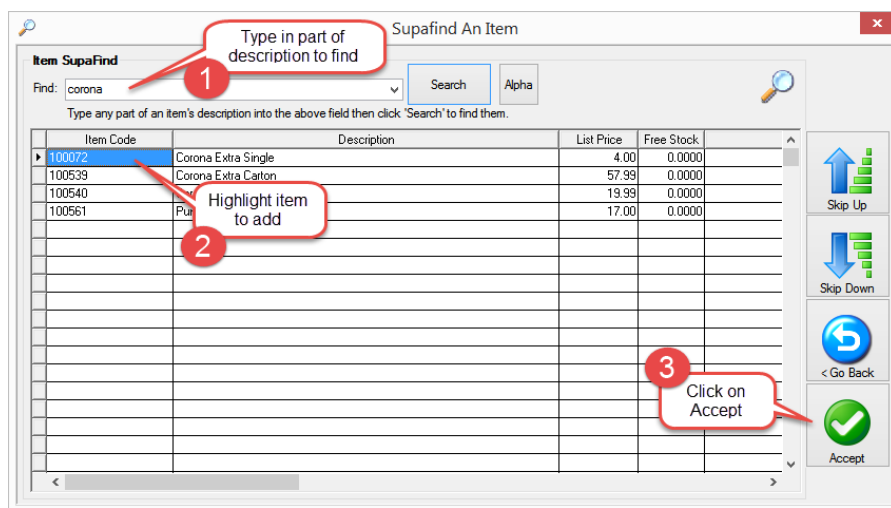 Supafind An Item
x
Type in part of
description to find
1
Item SupaFind
Find: corona
Search
Alpha
Type any part of an item's description into the above field then click 'Search' to find them.
Item Code Description List Price Free Stock
100072 Corona Extra Single 4.00 0.0000
100539 Corona Extra Carton 57.99 0.0000
100540 19.99 0.0000
100561 17.00 0.0000
Highlight item
to add
2
Skip Up
Skip Down
< Go Back
3
Click on
Accept
Accept